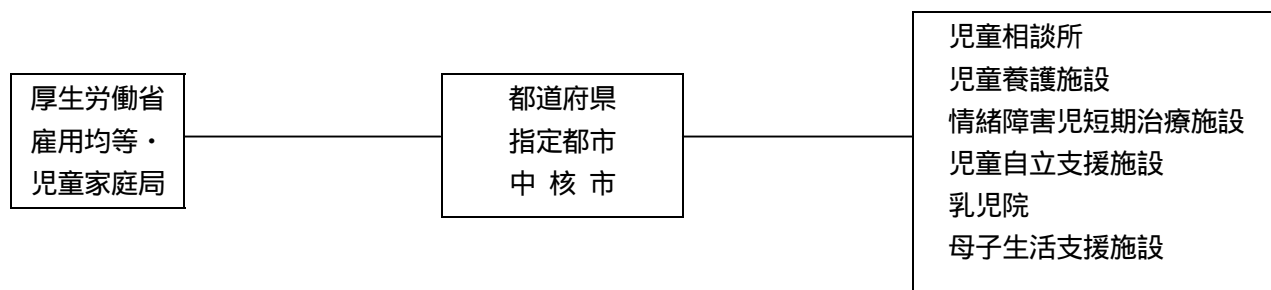 厚生労働省
雇用均等・
児童家庭局
都道府県
指定都市
中 核 市
児童相談所
児童養護施設
情緒障害児短期治療施設
児童自立支援施設
乳児院
母子生活支援施設